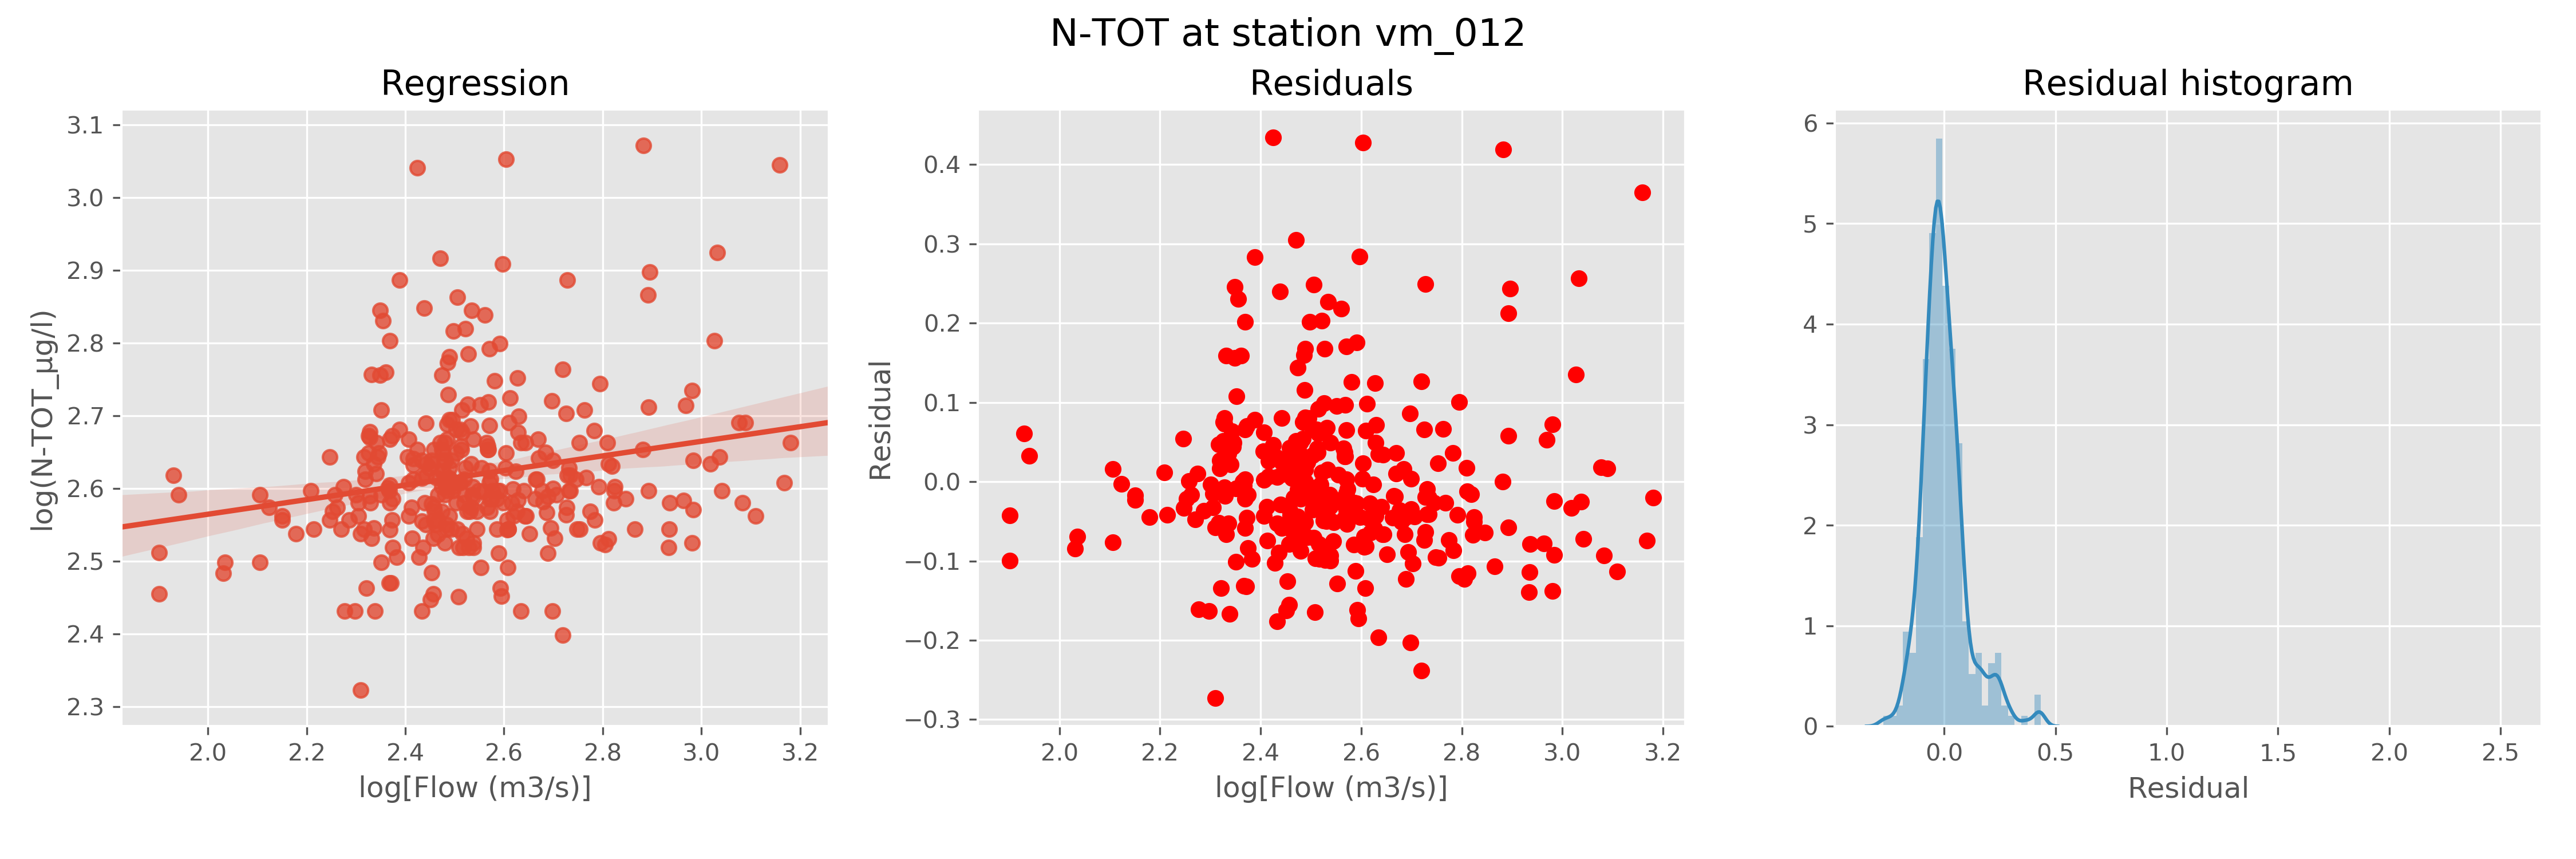 N-TOT at station vm_012
Regression
3.1
3.0
2.9
2.8
2.7
2.6
2.5
2.4
2.3
log(N-TOT_µg/l)
2.0 2.2 2.4 2.6 2.8 3.0 3.2
log[Flow (m3/s)]
Residuals
0.4
0.3
0.2
0.1
0.0
−0.1
−0.2
−0.3
Residual
2.0 2.2 2.4 2.6 2.8 3.0 3.2
log[Flow (m3/s)]
Residual histogram
6
5
4
3
2
1
0
0.0 0.5 1.0 1.5 2.0 2.5
Residual